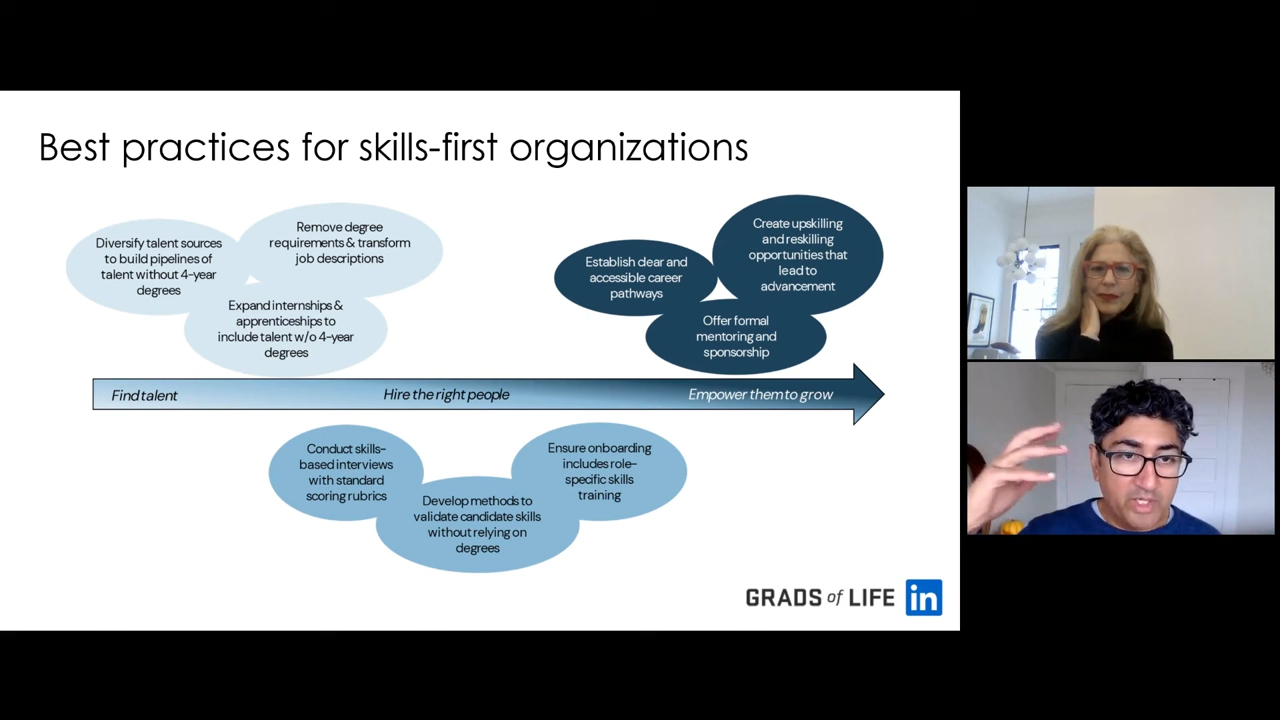 Best practices for skills-first organizations
Diversify talent sources
to build pipelines of
talent without 4-year
degrees
Remove degree
requirements & transform
job descriptions
Expand internships &
apprenticeships to
include talent w/o 4-year
degrees
Establish clear and
accessible career
pathways
Create upskilling
and reskilling
opportunities that
lead to
advancement
Offer formal
mentoring and
sponsorship
Find talent
Hire the right people
Empower them to grow
Conduct skills-
based interviews
with standard
scoring rubrics
Develop methods to
validate candidate skills
without relying on
degrees
Ensure onboarding
includes role-
specific skills
training
GRADS of LIFE
in